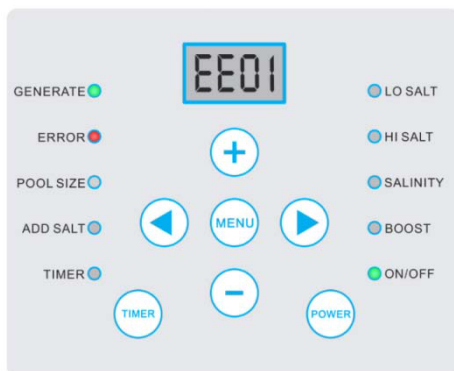 EE01
GENERATE
LO SALT
ERROR
HI SALT
+
POOL SIZE
SALINITY
ADD SALT
MENU
BOOST
TIMER
ON/OFF
−
TIMER
POWER